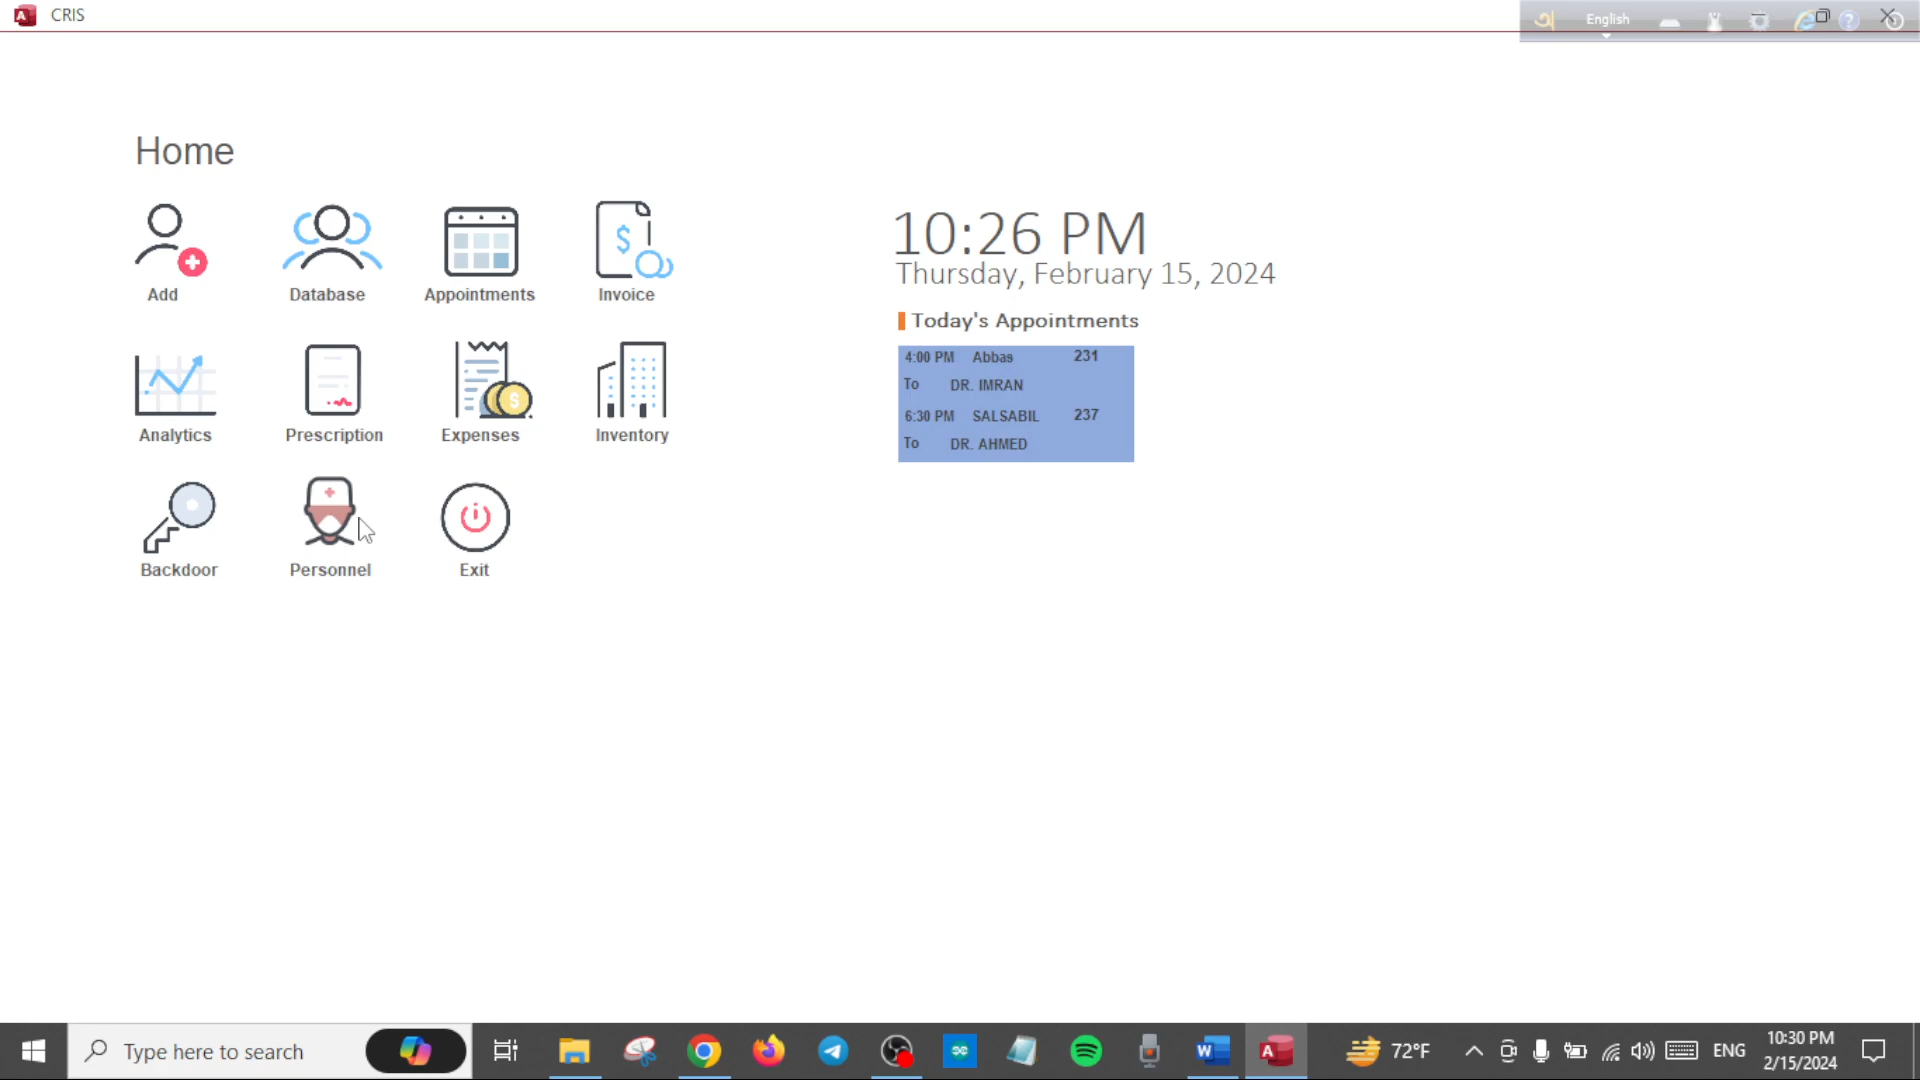 CRIS
English
Home
Add Database Appointments Invoice
Analytics Prescription Expenses Inventory
Backdoor Personnel Exit
10:26 PM
Thursday, February 15, 2024
Today's Appointments
4:00 PM Abbas 231
To DR. IMRAN
6:30 PM SALSABIL 237
To DR. AHMED
Type here to search
72°F
ENG
10:30 PM
2/15/2024